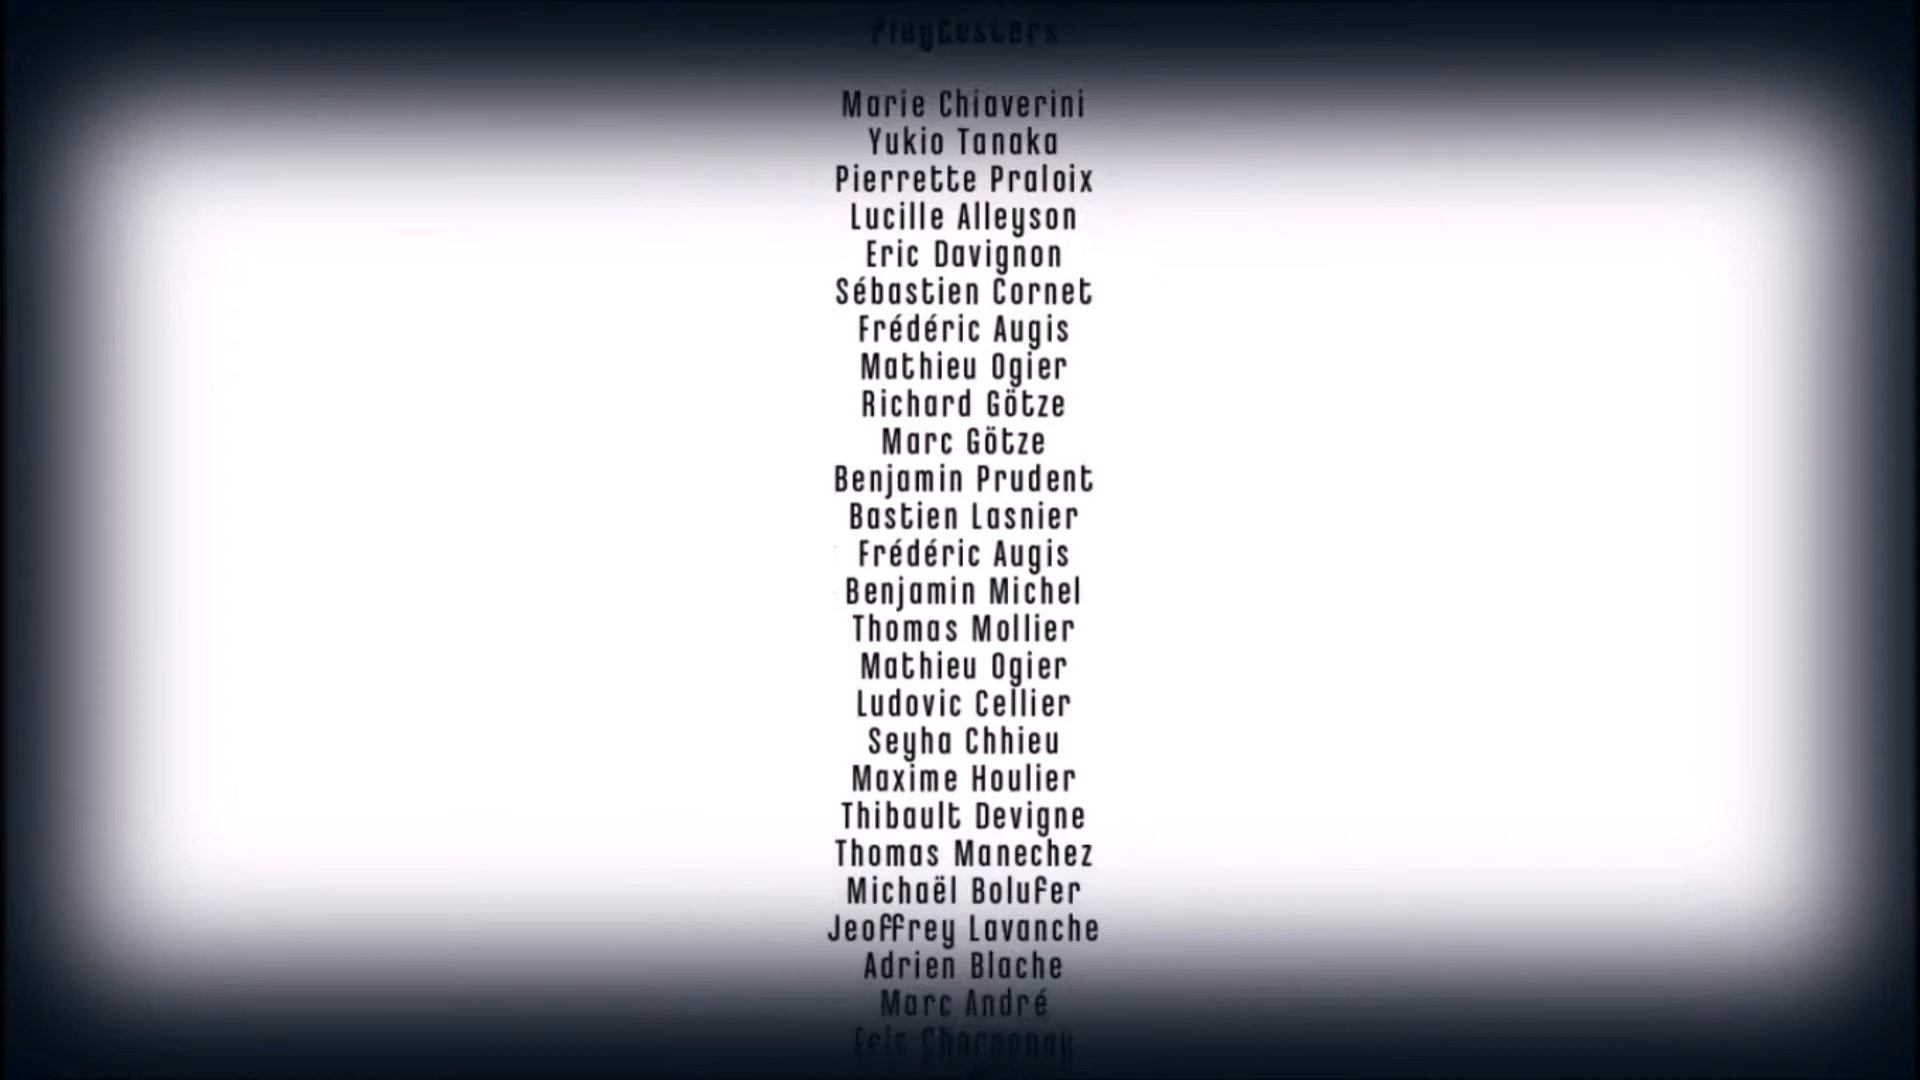 Playtesters
Marie Chiaverini
Yukio Tanaka
Pierrette Praloix
Lucille Alleyson
Eric Davignon
Sébastien Cornet
Frédéric Augis
Mathieu Ogier
Richard Götze
Marc Götze
Benjamin Prudent
Bastien Lasnier
Frédéric Augis
Benjamin Michel
Thomas Mollier
Mathieu Ogier
Ludovic Cellier
Seyha Chhieu
Maxime Houlier
Thibault Devigne
Thomas Manechez
Michaël Bolufer
Jeoffrey Lavanche
Adrien Blache
Marc André
Eric